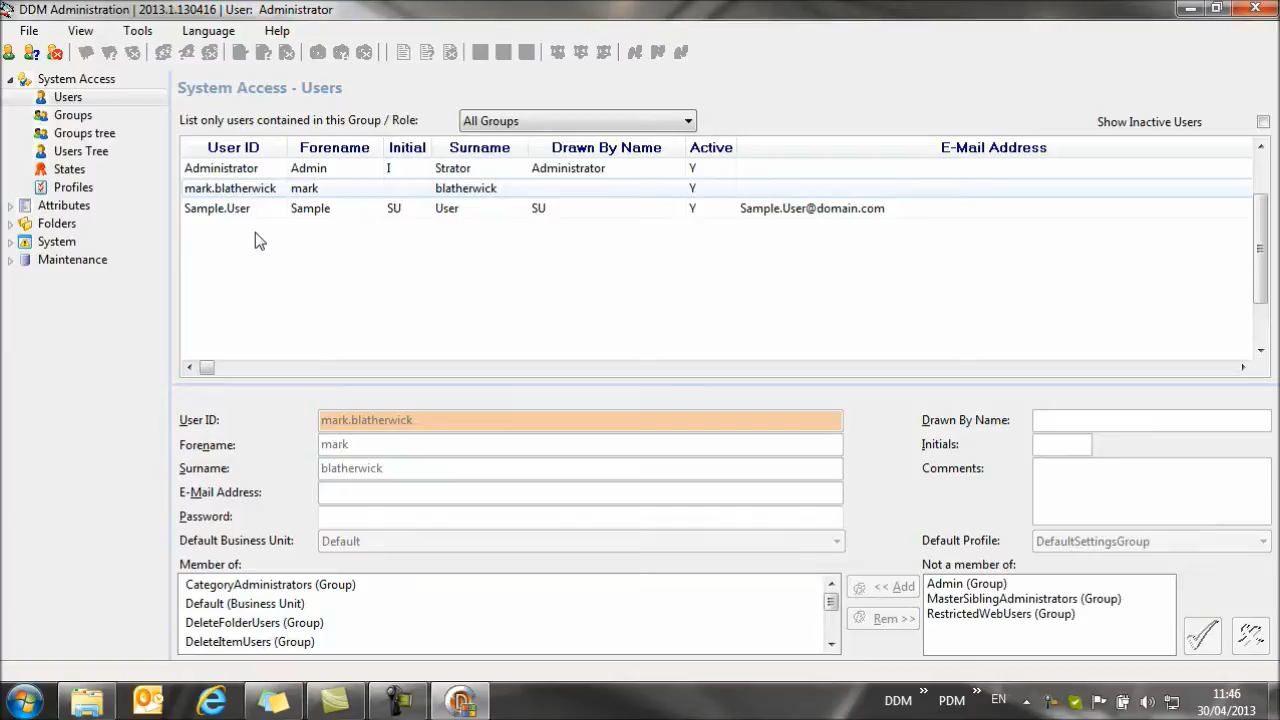 DDM Administration | 2013.1.130416 | User: Administrator
File View Tools Language Help
System Access
Users
Groups
Groups tree
Users Tree
States
Profiles
Attributes
Folders
System
Maintenance
System Access - Users
List only users contained in this Group / Role: All Groups Show Inactive Users
User ID Forename Initial Surname Drawn By Name Active E-Mail Address
Administrator Admin I Strator Administrator Y
mark.blatherwick mark blatherwick Y
Sample.User Sample SU User SU Y Sample.User@domain.com
User ID: mark.blatherwick Drawn By Name:
Forename: mark Initials:
Surname: blatherwick Comments:
E-Mail Address:
Password:
Default Business Unit: Default Default Profile: DefaultSettingsGroup
Member of: Not a member of:
CategoryAdministrators (Group)
Default (Business Unit)
DeleteFolderUsers (Group)
DeleteItemUsers (Group)
<< Add
Rem >>
Admin (Group)
MasterSiblingAdministrators (Group)
RestrictedWebUsers (Group)
DDM » PDM » EN 11:46
30/04/2013